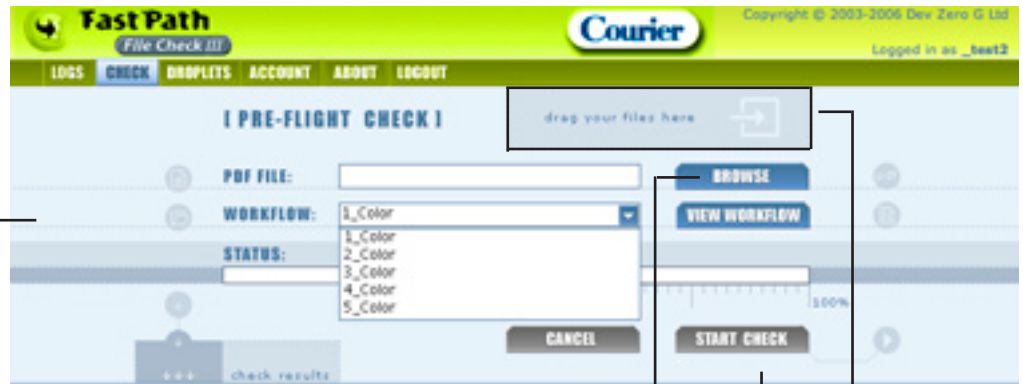 Fast Path
File Check III
Courier
Copyright © 2003-2006 Dev Zero G Ltd
Logged in as _test2
LOGS CHECK DROPLETS ACCOUNT ABOUT LOGOUT
[ PRE-FLIGHT CHECK ]
drag your files here
PDF FILE:
BROWSE
WORKFLOW:
1_Color
VIEW WORKFLOW
1_Color
2_Color
3_Color
4_Color
5_Color
STATUS:
100%
CANCEL
START CHECK
check results